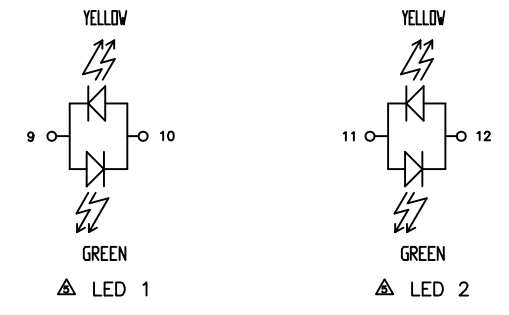 YELLOW YELLOW
9 10 11 12
GREEN GREEN
5 LED 1 5 LED 2